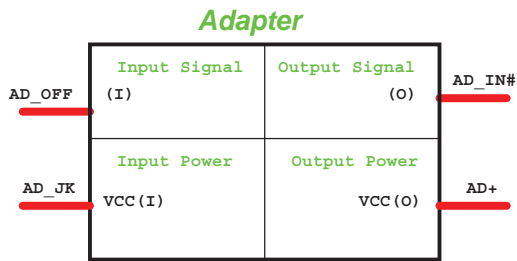 Adapter
Input Signal Output Signal
AD_OFF (I) (O) AD_IN#
Input Power Output Power
AD_JK VCC(I) VCC(O) AD+